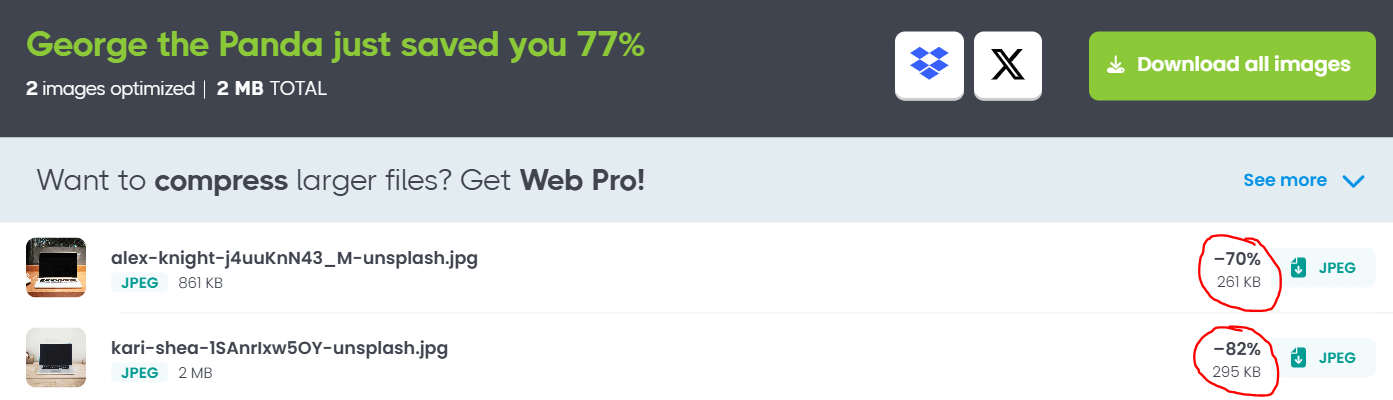 George the Panda just saved you 77%
2 images optimized | 2 MB TOTAL
Download all images
Want to compress larger files? Get Web Pro!
See more
alex-knight-j4uuKnN43_M-unsplash.jpg
JPEG 861 KB
–70%
261 KB
JPEG
kari-shea-1SAnrIxw5OY-unsplash.jpg
JPEG 2 MB
–82%
295 KB
JPEG